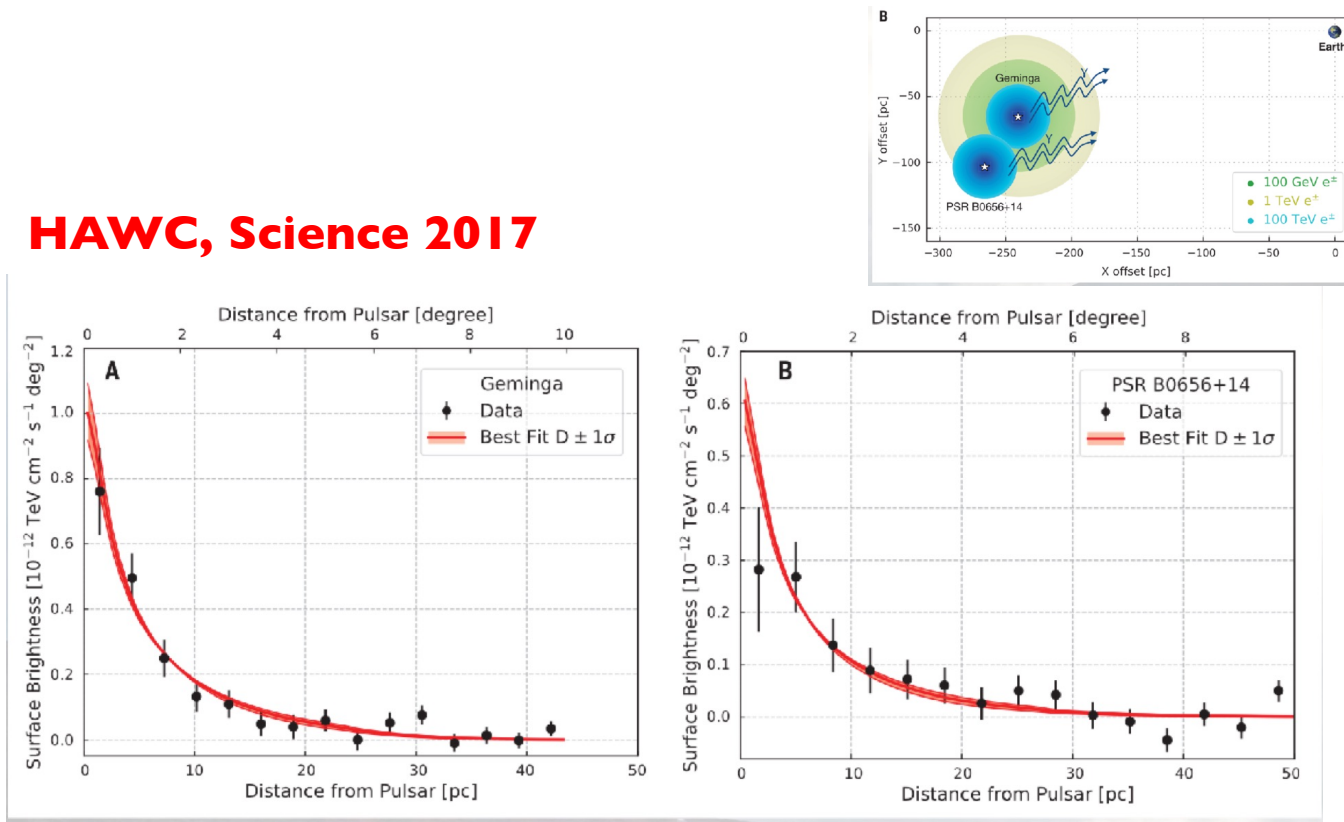 B
Earth
Geminga
γ
γ
PSR B0656+14
100 GeV e±
1 TeV e±
100 TeV e±
Y offset [pc]
0
−50
−100
−150
−300
−250
−200
−150
−100
−50
0
X offset [pc]
HAWC, Science 2017
Distance from Pulsar [degree]
0 2 4 6 8 10
A
Geminga
Data
Best Fit D ± 1σ
Surface Brightness [10⁻¹² TeV cm⁻² s⁻¹ deg⁻²]
1.2
1.0
0.8
0.6
0.4
0.2
0.0
0 10 20 30 40 50
Distance from Pulsar [pc]
Distance from Pulsar [degree]
0 2 4 6 8
B
PSR B0656+14
Data
Best Fit D ± 1σ
Surface Brightness [10⁻¹² TeV cm⁻² s⁻¹ deg⁻²]
0.7
0.6
0.5
0.4
0.3
0.2
0.1
0.0
0 10 20 30 40 50
Distance from Pulsar [pc]